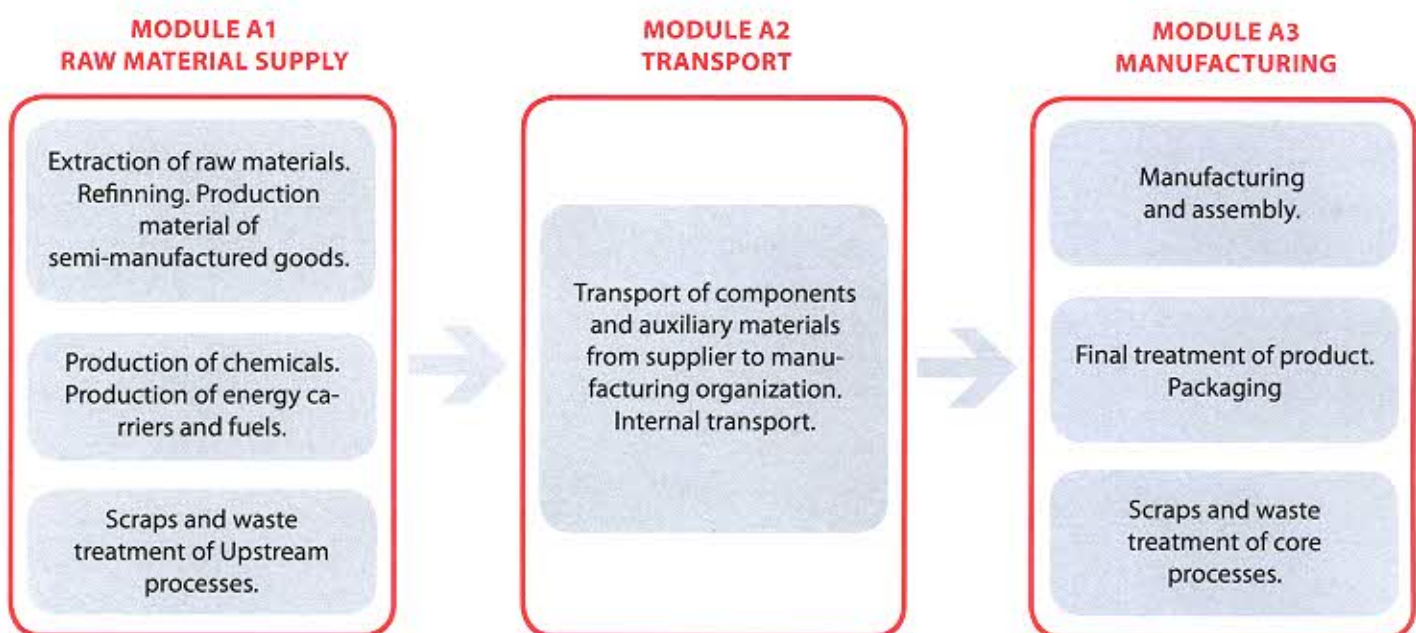 MODULE A1
RAW MATERIAL SUPPLY
Extraction of raw materials.
Refinning. Production
material of
semi-manufactured goods.
Production of chemicals.
Production of energy ca-
rriers and fuels.
Scraps and waste
treatment of Upstream
processes.
MODULE A2
TRANSPORT
Transport of components
and auxiliary materials
from supplier to manu-
facturing organization.
Internal transport.
MODULE A3
MANUFACTURING
Manufacturing
and assembly.
Final treatment of product.
Packaging
Scraps and waste
treatment of core
processes.